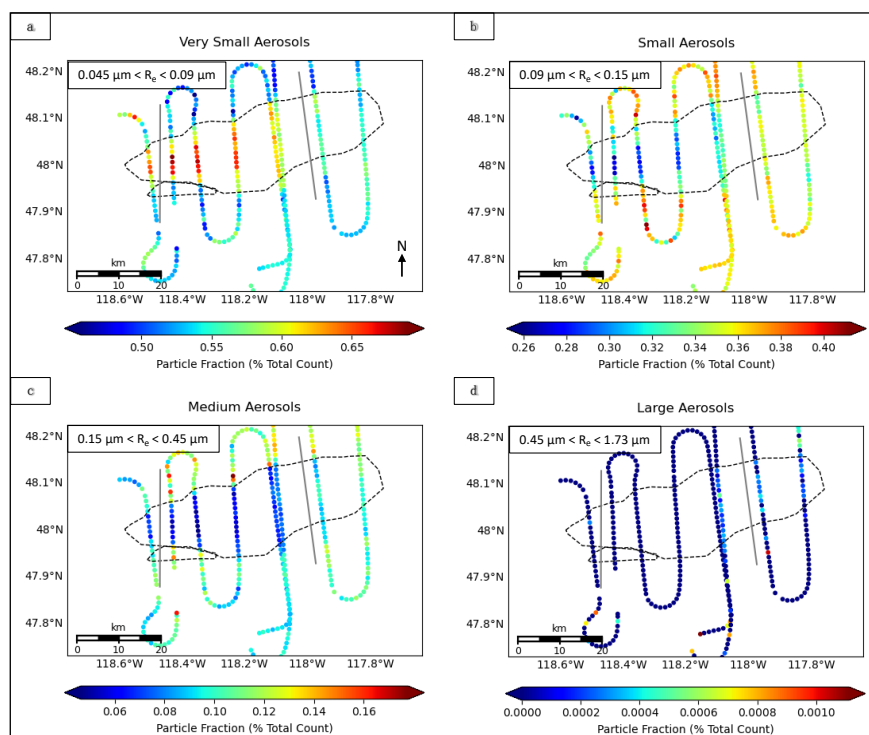 a
Very Small Aerosols
0.045 μm < Re < 0.09 μm
48.2°N
48.1°N
48°N
47.9°N
47.8°N
N
km
0 10 20
118.6°W 118.4°W 118.2°W 118°W 117.8°W
0.50 0.55 0.60 0.65
Particle Fraction (% Total Count)
b
Small Aerosols
0.09 μm < Re < 0.15 μm
48.2°N
48.1°N
48°N
47.9°N
47.8°N
km
0 10 20
118.6°W 118.4°W 118.2°W 118°W 117.8°W
0.26 0.28 0.30 0.32 0.34 0.36 0.38 0.40
Particle Fraction (% Total Count)
c
Medium Aerosols
0.15 μm < Re < 0.45 μm
48.2°N
48.1°N
48°N
47.9°N
47.8°N
km
0 10 20
118.6°W 118.4°W 118.2°W 118°W 117.8°W
0.06 0.08 0.10 0.12 0.14 0.16
Particle Fraction (% Total Count)
d
Large Aerosols
0.45 μm < Re < 1.73 μm
48.2°N
48.1°N
48°N
47.9°N
47.8°N
km
0 10 20
118.6°W 118.4°W 118.2°W 118°W 117.8°W
0.0000 0.0002 0.0004 0.0006 0.0008 0.0010
Particle Fraction (% Total Count)